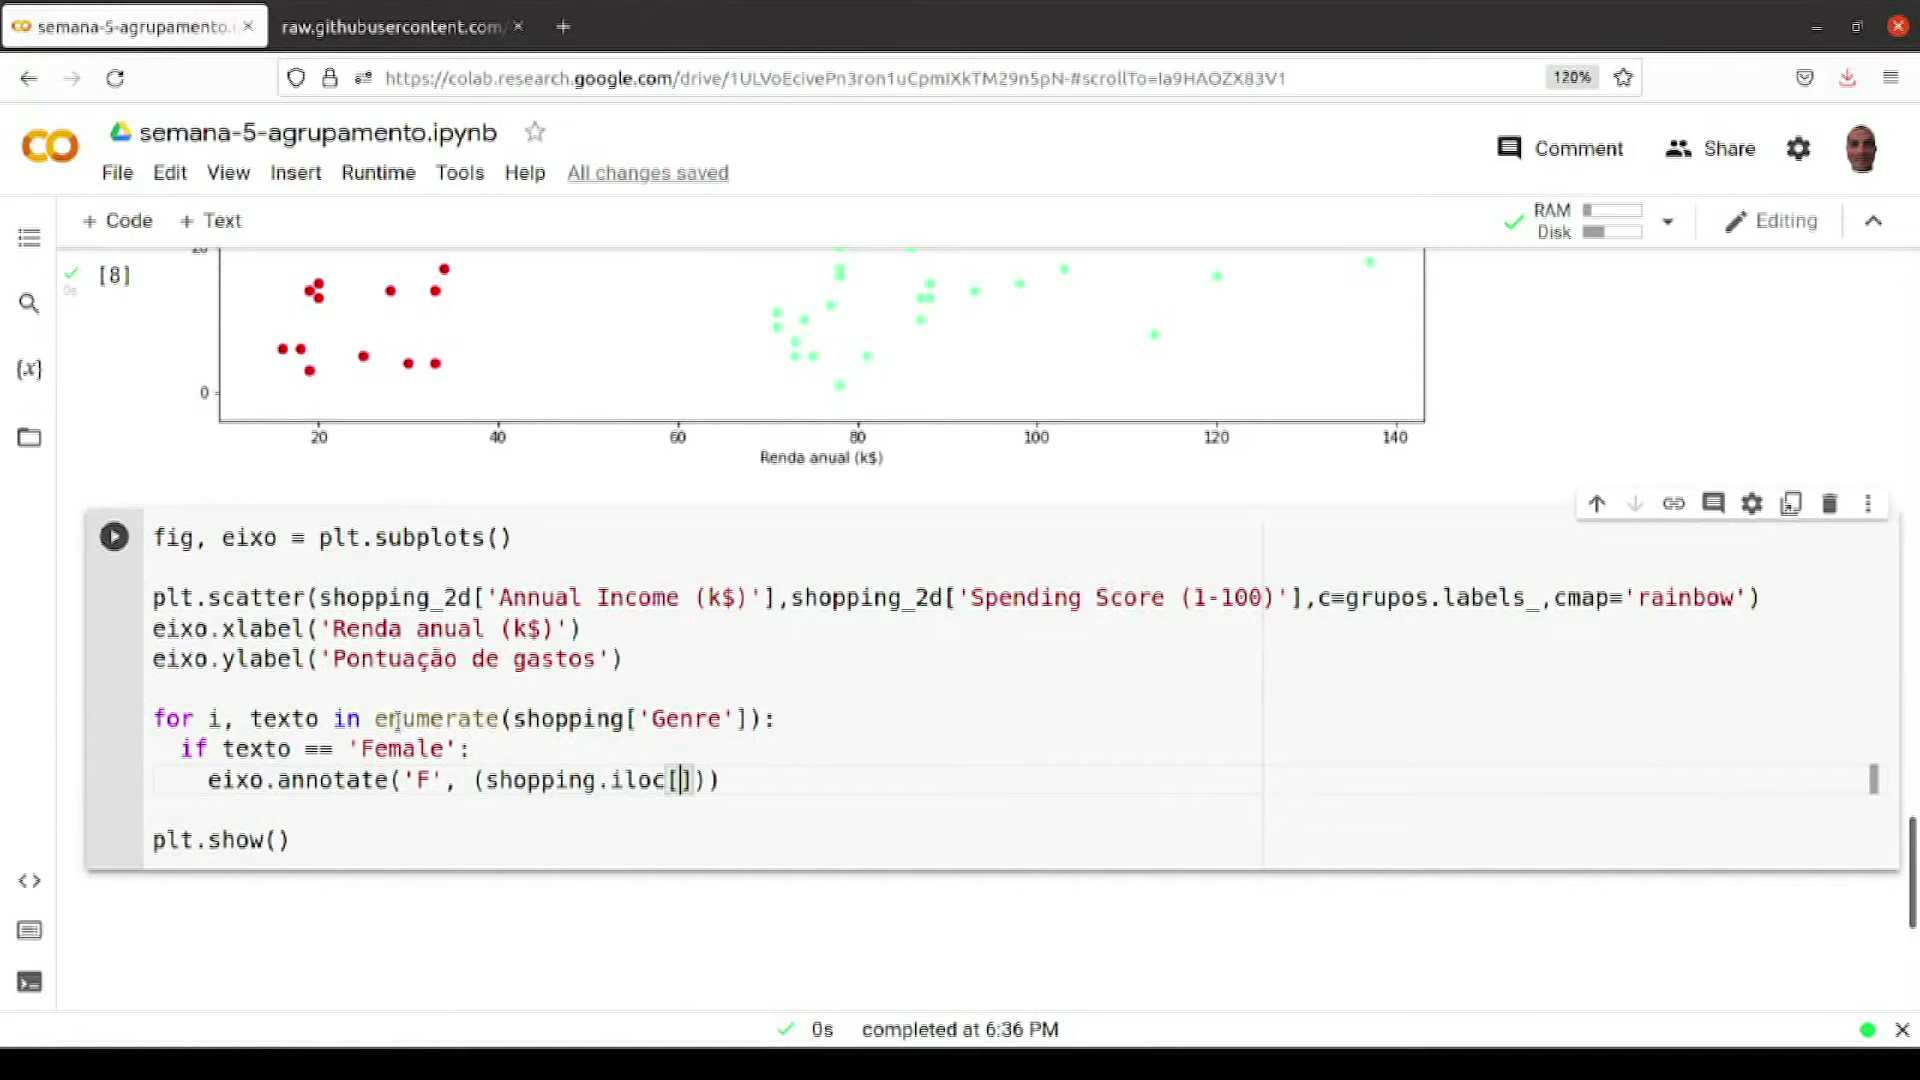 semana-5-agrupamento.i
raw.githubusercontent.com/
https://colab.research.google.com/drive/1ULVoEcivePn3ron1uCpmIXkTM29n5pN-#scrollTo=Ia9HAOZX83V1
120%
semana-5-agrupamento.ipynb
Comment
Share
File Edit View Insert Runtime Tools Help All changes saved
+ Code + Text
RAM
Disk
Editing
[8]
0s
20
0
20 40 60 80 100 120 140
Renda anual (k$)
fig, eixo = plt.subplots()
plt.scatter(shopping_2d['Annual Income (k$)'],shopping_2d['Spending Score (1-100)'],c=grupos.labels_,cmap='rainbow')
eixo.xlabel('Renda anual (k$)')
eixo.ylabel('Pontuação de gastos')
for i, texto in enumerate(shopping['Genre']):
if texto == 'Female':
eixo.annotate('F', (shopping.iloc[]))
plt.show()
0s completed at 6:36 PM